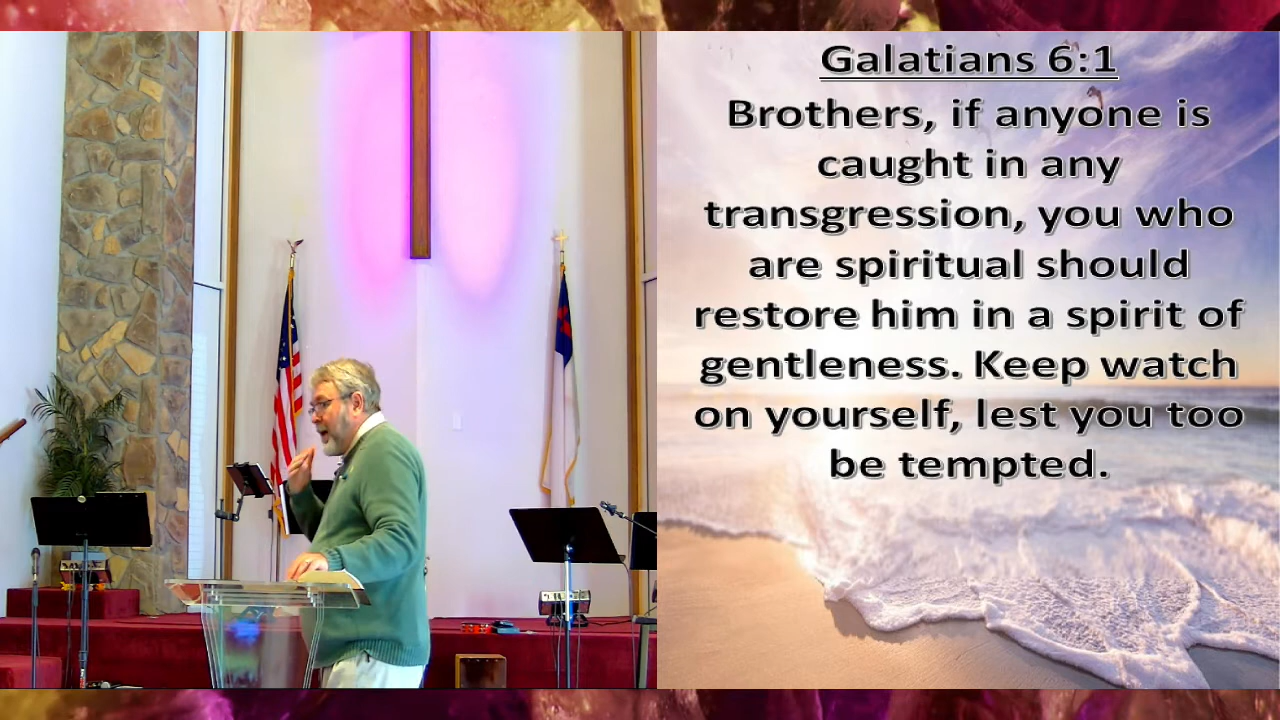 Galatians 6:1
Brothers, if anyone is
caught in any
transgression, you who
are spiritual should
restore him in a spirit of
gentleness. Keep watch
on yourself, lest you too
be tempted.